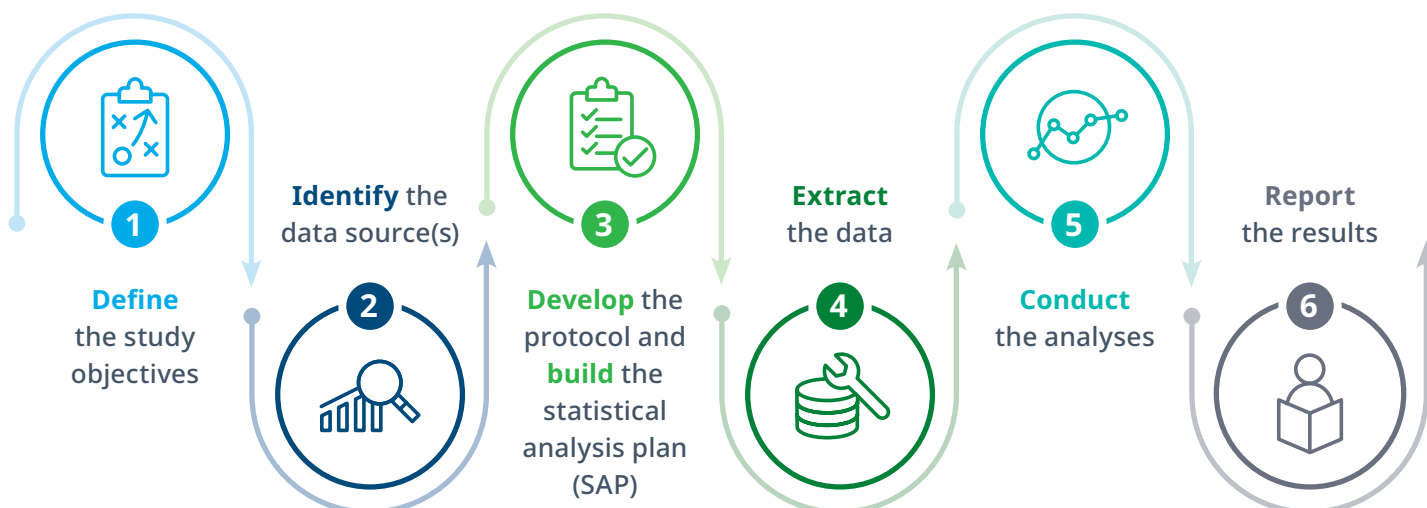 1
Define
the study
objectives
Identify the
data source(s)
2
3
Develop the
protocol and
build the
statistical
analysis plan
(SAP)
Extract
the data
4
5
Conduct
the analyses
Report
the results
6